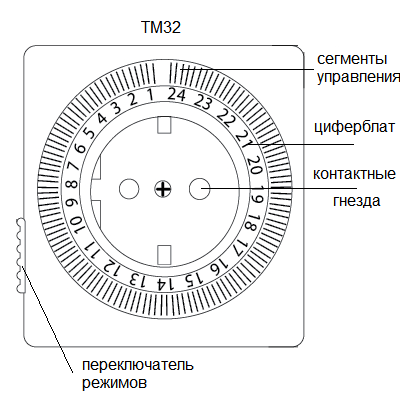 ТМ32
сегменты
управления
циферблат
контактные
гнезда
переключатель
режимов
24 23 22 21 20 19 18 17 16 15 14 13 12 11 10 9 8 7 6 5 4 3 2 1